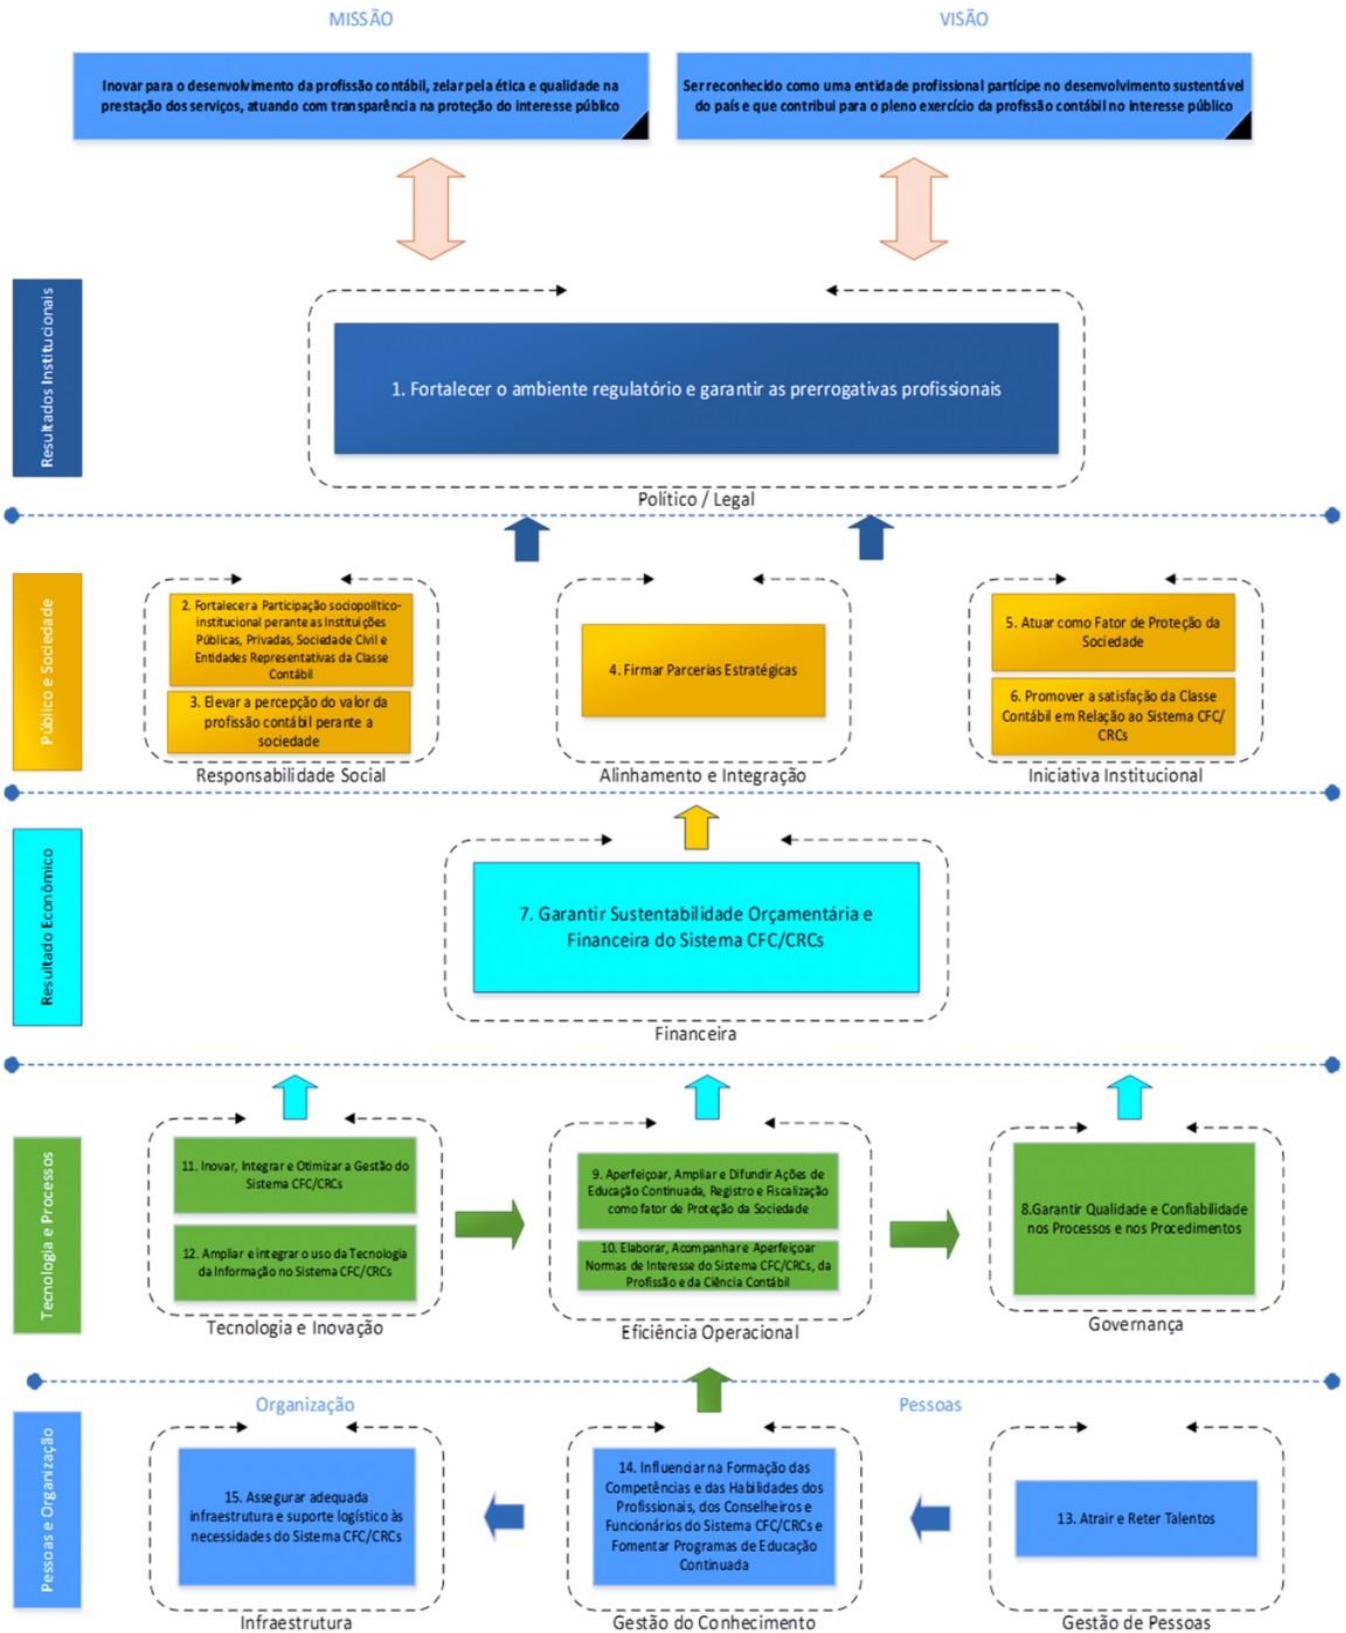 MISSÃO
VISÃO
Inovar para o desenvolvimento da profissão contábil, zelar pela ética e qualidade na
prestação dos serviços, atuando com transparência na proteção do interesse público
Ser reconhecido como uma entidade profissional partícipe no desenvolvimento sustentável
do país e que contribui para o pleno exercício da profissão contábil no interesse público
Resultados Institucionais
1. Fortalecer o ambiente regulatório e garantir as prerrogativas profissionais
Político / Legal
Público e Sociedade
2. Fortalecer a Participação sociopolítico-
institucional perante as Instituições
Públicas, Privadas, Sociedade Civil e
Entidades Representativas da Classe
Contábil
3. Elevar a percepção do valor da
profissão contábil perante a
sociedade
Responsabilidade Social
4. Firmar Parcerias Estratégicas
Alinhamento e Integração
5. Atuar como Fator de Proteção da
Sociedade
6. Promover a satisfação da Classe
Contábil em Relação ao Sistema CFC/
CRCs
Iniciativa Institucional
Resultado Econômico
7. Garantir Sustentabilidade Orçamentária e
Financeira do Sistema CFC/CRCs
Financeira
Tecnologia e Processos
11. Inovar, Integrar e Otimizar a Gestão do
Sistema CFC/CRCs
12. Ampliar e integrar o uso da Tecnologia
da Informação no Sistema CFC/CRCs
Tecnologia e Inovação
9. Aperfeiçoar, Ampliar e Difundir Ações de
Educação Continuada, Registro e Fiscalização
como fator de Proteção da Sociedade
10. Elaborar, Acompanhar e Aperfeiçoar
Normas de Interesse do Sistema CFC/CRCs, da
Profissão e da Ciência Contábil
Eficiência Operacional
8.Garantir Qualidade e Confiabilidade
nos Processos e nos Procedimentos
Governança
Organização
Pessoas
Pessoas e Organização
15. Assegurar adequada
infraestrutura e suporte logístico às
necesidades do Sistema CFC/CRCs
Infraestrutura
14. Influenciar na Formação das
Competências e das Habilidades dos
Profissionais, dos Conselheiros e
Funcionários do Sistema CFC/CRCs e
Fomentar Programas de Educação
Continuada
Gestão do Conhecimento
13. Atrair e Reter Talentos
Gestão de Pessoas